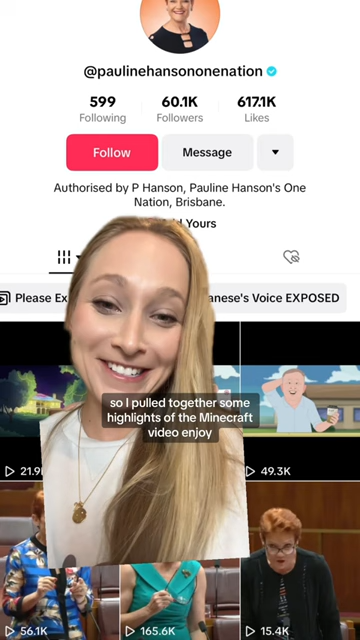 @paulinehansononenation
599 60.1K 617.1K
Following Followers Likes
Follow Message
Authorised by P Hanson, Pauline Hanson's One
Nation, Brisbane.
Yours
Please Ex
anese's Voice EXPOSED
so I pulled together some
highlights of the Minecraft
video enjoy
21.9
49.3K
56.1K 165.6K 15.4K